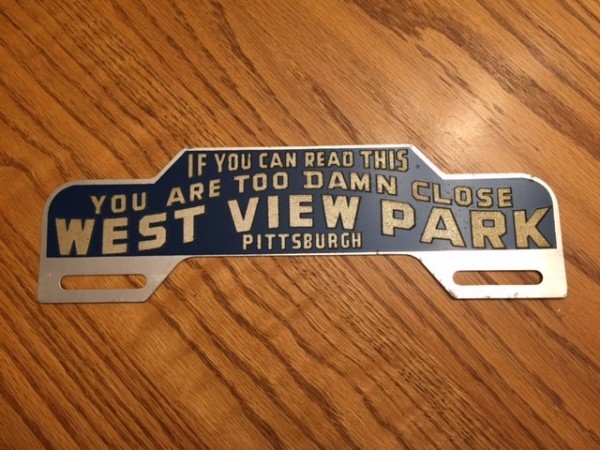 IF YOU CAN READ THIS
YOU ARE TOO DAMN CLOSE
WEST VIEW PARK
PITTSBURGH